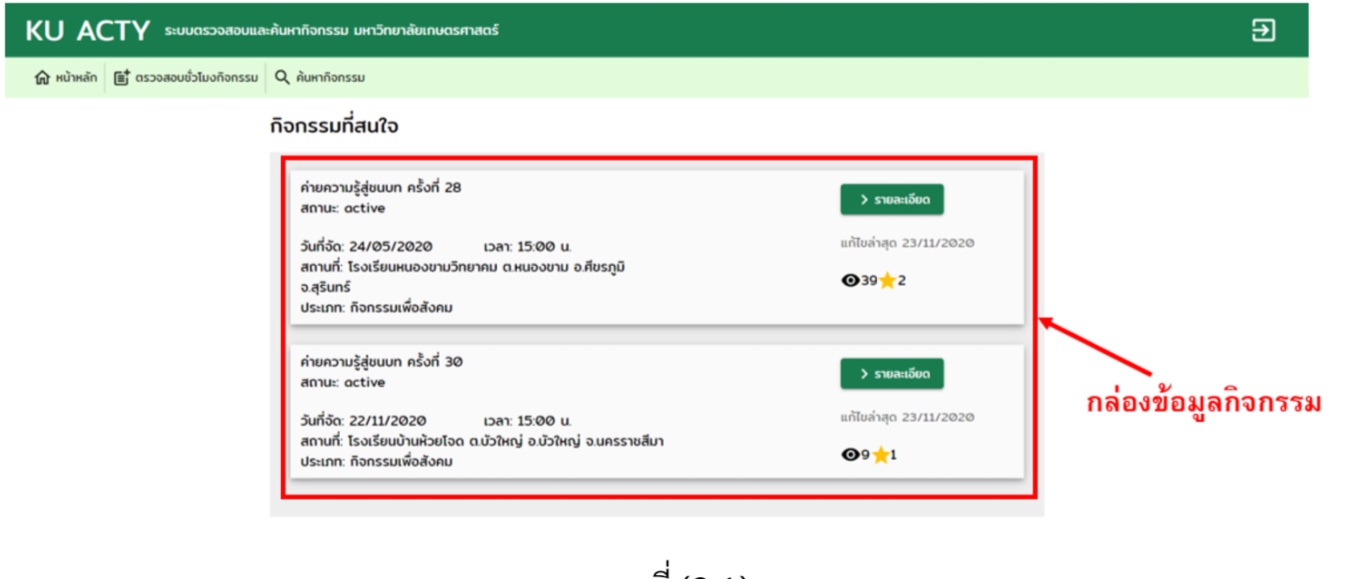 KU ACTY ระบบตรวจสอบและค้นหากิจกรรม มหาวิทยาลัยเกษตรศาสตร์
หน้าหลัก ตรวจสอบชั่วโมงกิจกรรม ค้นหากิจกรรม
กิจกรรมที่สนใจ
ค่ายความรู้สู่ชนบท ครั้งที่ 28
สถานะ: active
> รายละเอียด
วันที่จัด: 24/05/2020 เวลา: 15:00 น.
แก้ไขล่าสุด 23/11/2020
สถานที่: โรงเรียนหนองขามวิทยาคม ต.หนองขาม อ.ศีขรภูมิ
จ.สุรินทร์
39 2
ประเภท: กิจกรรมเพื่อสังคม
ค่ายความรู้สู่ชนบท ครั้งที่ 30
สถานะ: active
> รายละเอียด
วันที่จัด: 22/11/2020 เวลา: 15:00 น.
แก้ไขล่าสุด 23/11/2020
สถานที่: โรงเรียนบ้านห้วยโจด ต.บัวใหญ่ อ.บัวใหญ่ จ.นครราชสีมา
ประเภท: กิจกรรมเพื่อสังคม
9 1
กล่องข้อมูลกิจกรรม